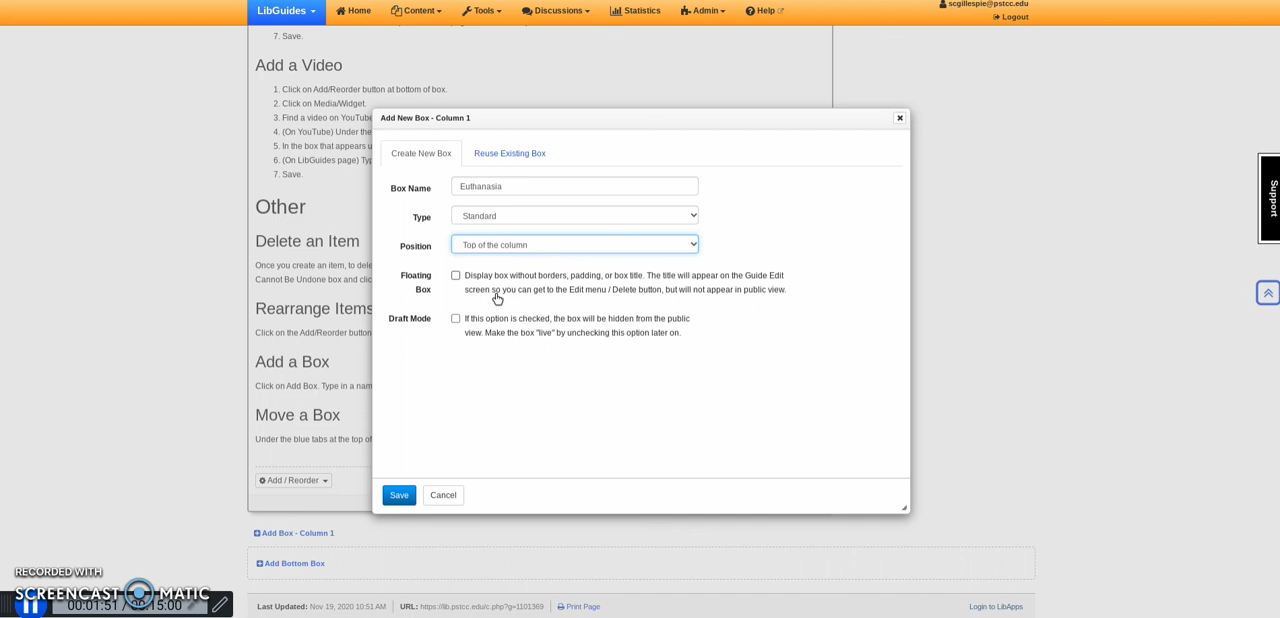 LibGuides Home Content Tools Discussions Statistics Admin Help scgillespie@pstcc.edu
Logout
7. Save.
Add a Video
1. Click on Add/Reorder button at bottom of box.
2. Click on Media/Widget.
3. Find a video on YouTube
4. (On YouTube) Under the
5. In the box that appears u
6. (On LibGuides page) Typ
7. Save.
Other
Delete an Item
Once you create an item, to dele
Cannot Be Undone box and clic
Rearrange Items
Click on the Add/Reorder button
Add a Box
Click on Add Box. Type in a nam
Move a Box
Under the blue tabs at the top of
Add / Reorder
Add Box - Column 1
Add Bottom Box
Add New Box - Column 1
Create New Box Reuse Existing Box
Box Name Euthanasia
Type Standard
Position Top of the column
Floating Box Display box without borders, padding, or box title. The title will appear on the Guide Edit
screen so you can get to the Edit menu / Delete button, but will not appear in public view.
Draft Mode If this option is checked, the box will be hidden from the public
view. Make the box "live" by unchecking this option later on.
Save Cancel
Support
RECORDED WITH
SCREENCAST MATIC
00:01:51 / 00:15:00
Last Updated: Nov 19, 2020 10:51 AM URL: https://lib.pstcc.edu/c.php?g=1101369 Print Page Login to LibApps